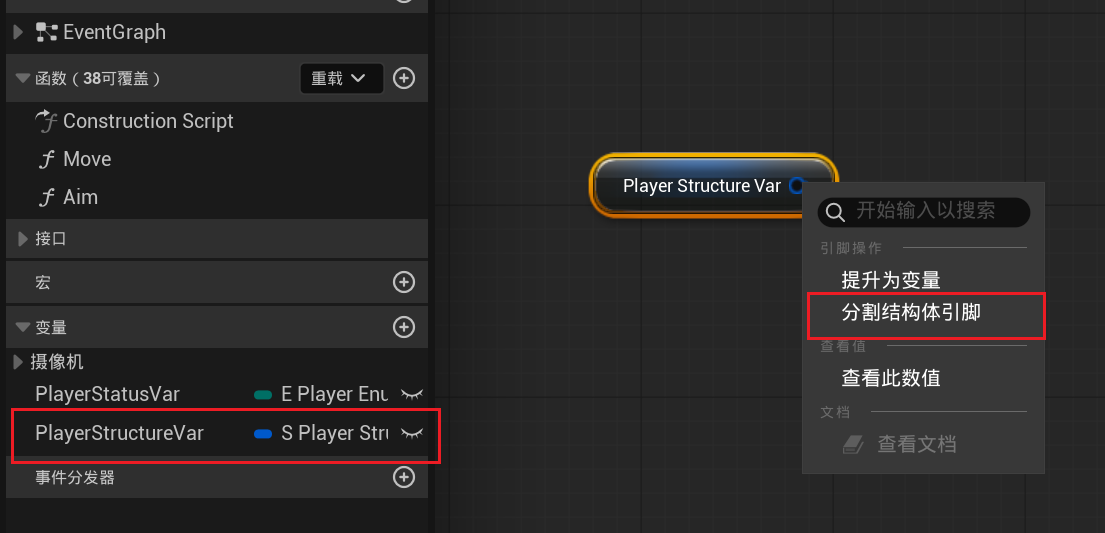 EventGraph
函数（38可覆盖）
重载
Construction Script
Move
Aim
接口
宏
变量
摄像机
PlayerStatusVar E Player Enu
PlayerStructureVar S Player Stru
事件分发器
Player Structure Var
开始输入以搜索
引脚操作
提升为变量
分割结构体引脚
查看值
查看此数值
文档
查看文档